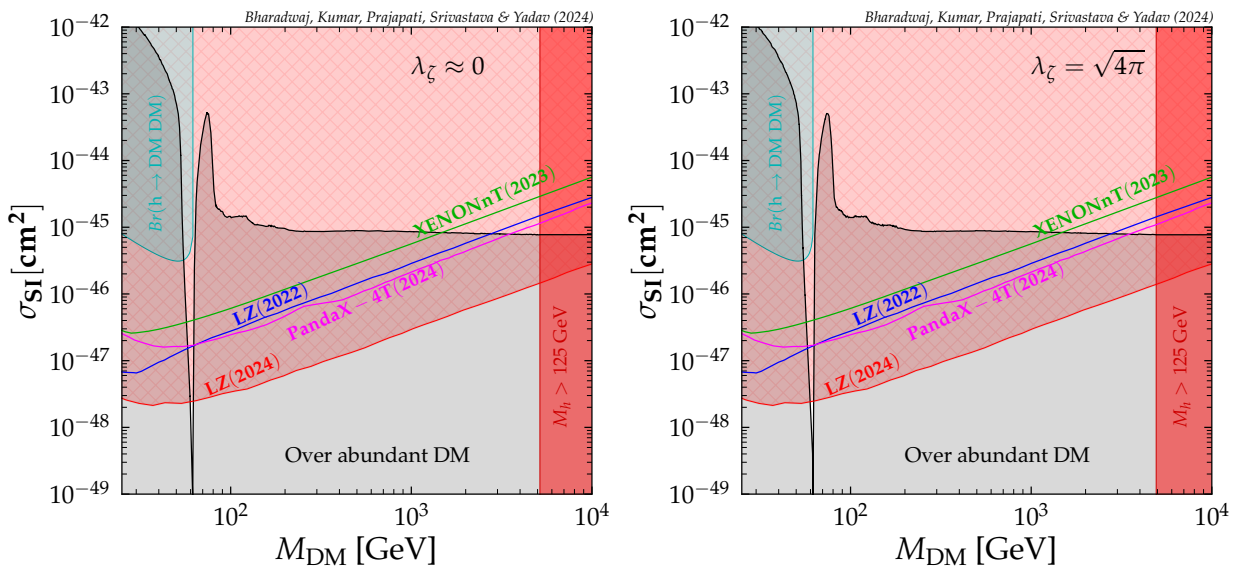 Bharadwaj, Kumar, Prajapati, Srivastava & Yadav (2024)
λζ ≈ 0
Br(h → DM DM)
XENONnT(2023)
LZ(2022)
PandaX − 4T(2024)
LZ(2024)
Mh > 125 GeV
Over abundant DM
σSI[cm²]
10⁻⁴²
10⁻⁴³
10⁻⁴⁴
10⁻⁴⁵
10⁻⁴⁶
10⁻⁴⁷
10⁻⁴⁸
10⁻⁴⁹
10² 10³ 10⁴
MDM [GeV]
Bharadwaj, Kumar, Prajapati, Srivastava & Yadav (2024)
λζ = √4π
Br(h → DM DM)
XENONnT(2023)
LZ(2022)
PandaX − 4T(2024)
LZ(2024)
Mh > 125 GeV
Over abundant DM
σSI[cm²]
10⁻⁴²
10⁻⁴³
10⁻⁴⁴
10⁻⁴⁵
10⁻⁴⁶
10⁻⁴⁷
10⁻⁴⁸
10⁻⁴⁹
10² 10³ 10⁴
MDM [GeV]